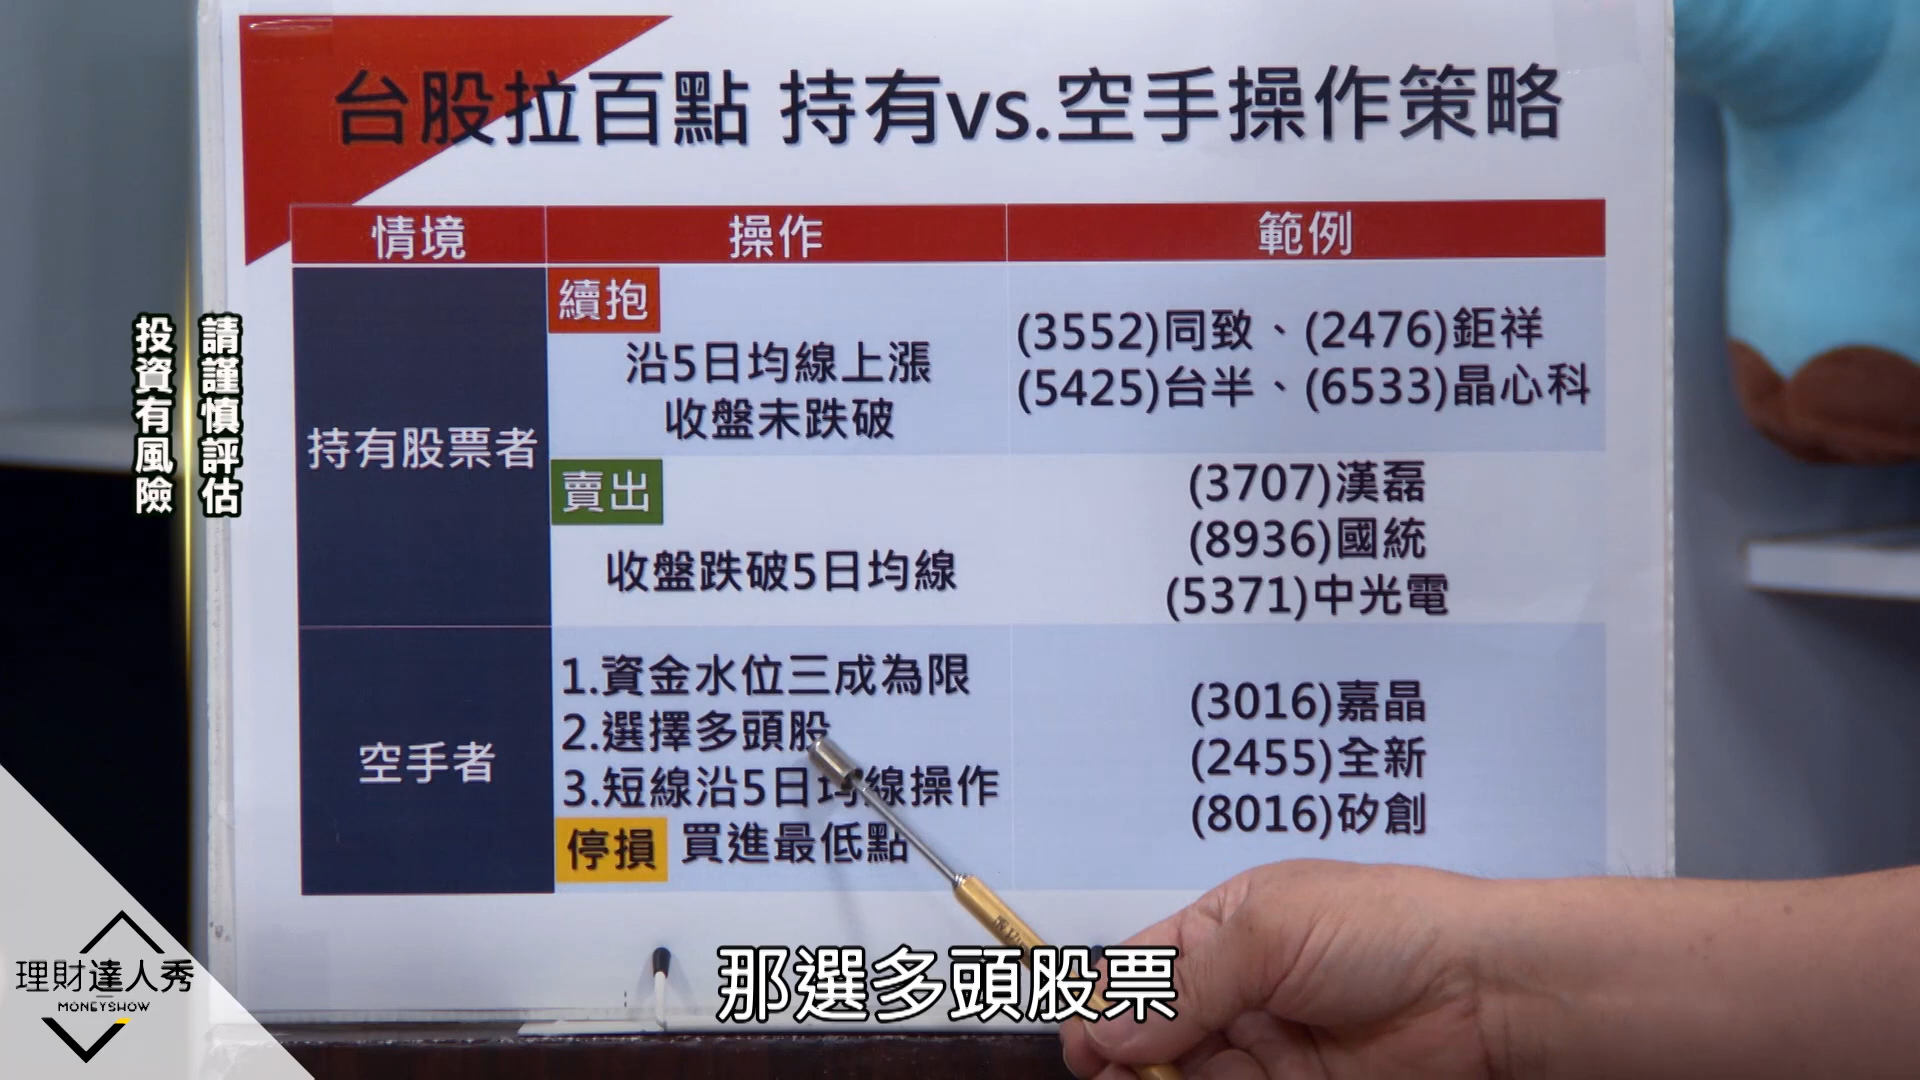 台股拉百點 持有vs.空手操作策略
情境
操作
範例
持有股票者
續抱
沿5日均線上漲
收盤未跌破
(3552)同致、(2476)鉅祥
(5425)台半、(6533)晶心科
賣出
收盤跌破5日均線
(3707)漢磊
(8936)國統
(5371)中光電
空手者
1.資金水位三成為限
2.選擇多頭股
3.短線沿5日均線操作
停損 買進最低點
(3016)嘉晶
(2455)全新
(8016)矽創
請謹慎評估
投資有風險
理財達人秀
MONEYSHOW
那選多頭股票